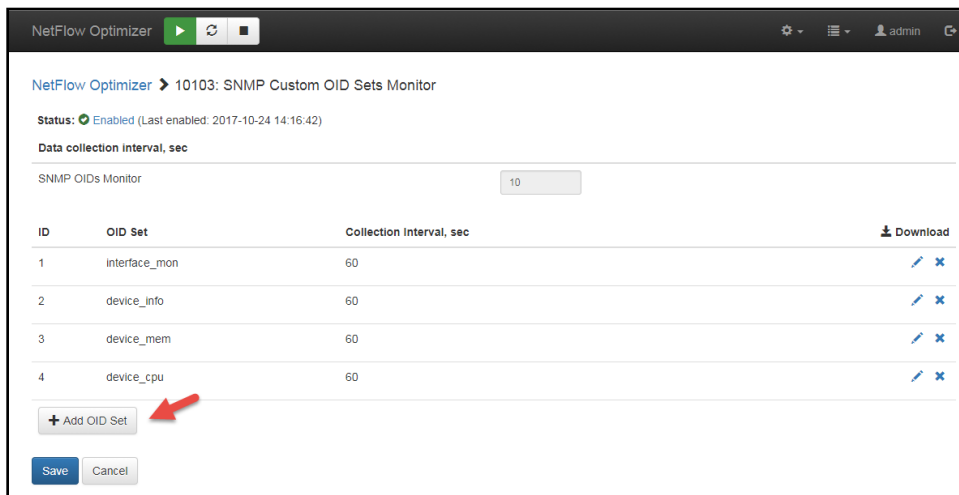 NetFlow Optimizer admin
NetFlow Optimizer 10103: SNMP Custom OID Sets Monitor
Status: Enabled (Last enabled: 2017-10-24 14:16:42)
Data collection interval, sec
SNMP OIDs Monitor 10
ID OID Set Collection Interval, sec Download
1 interface_mon 60
2 device_info 60
3 device_mem 60
4 device_cpu 60
Add OID Set
Save Cancel